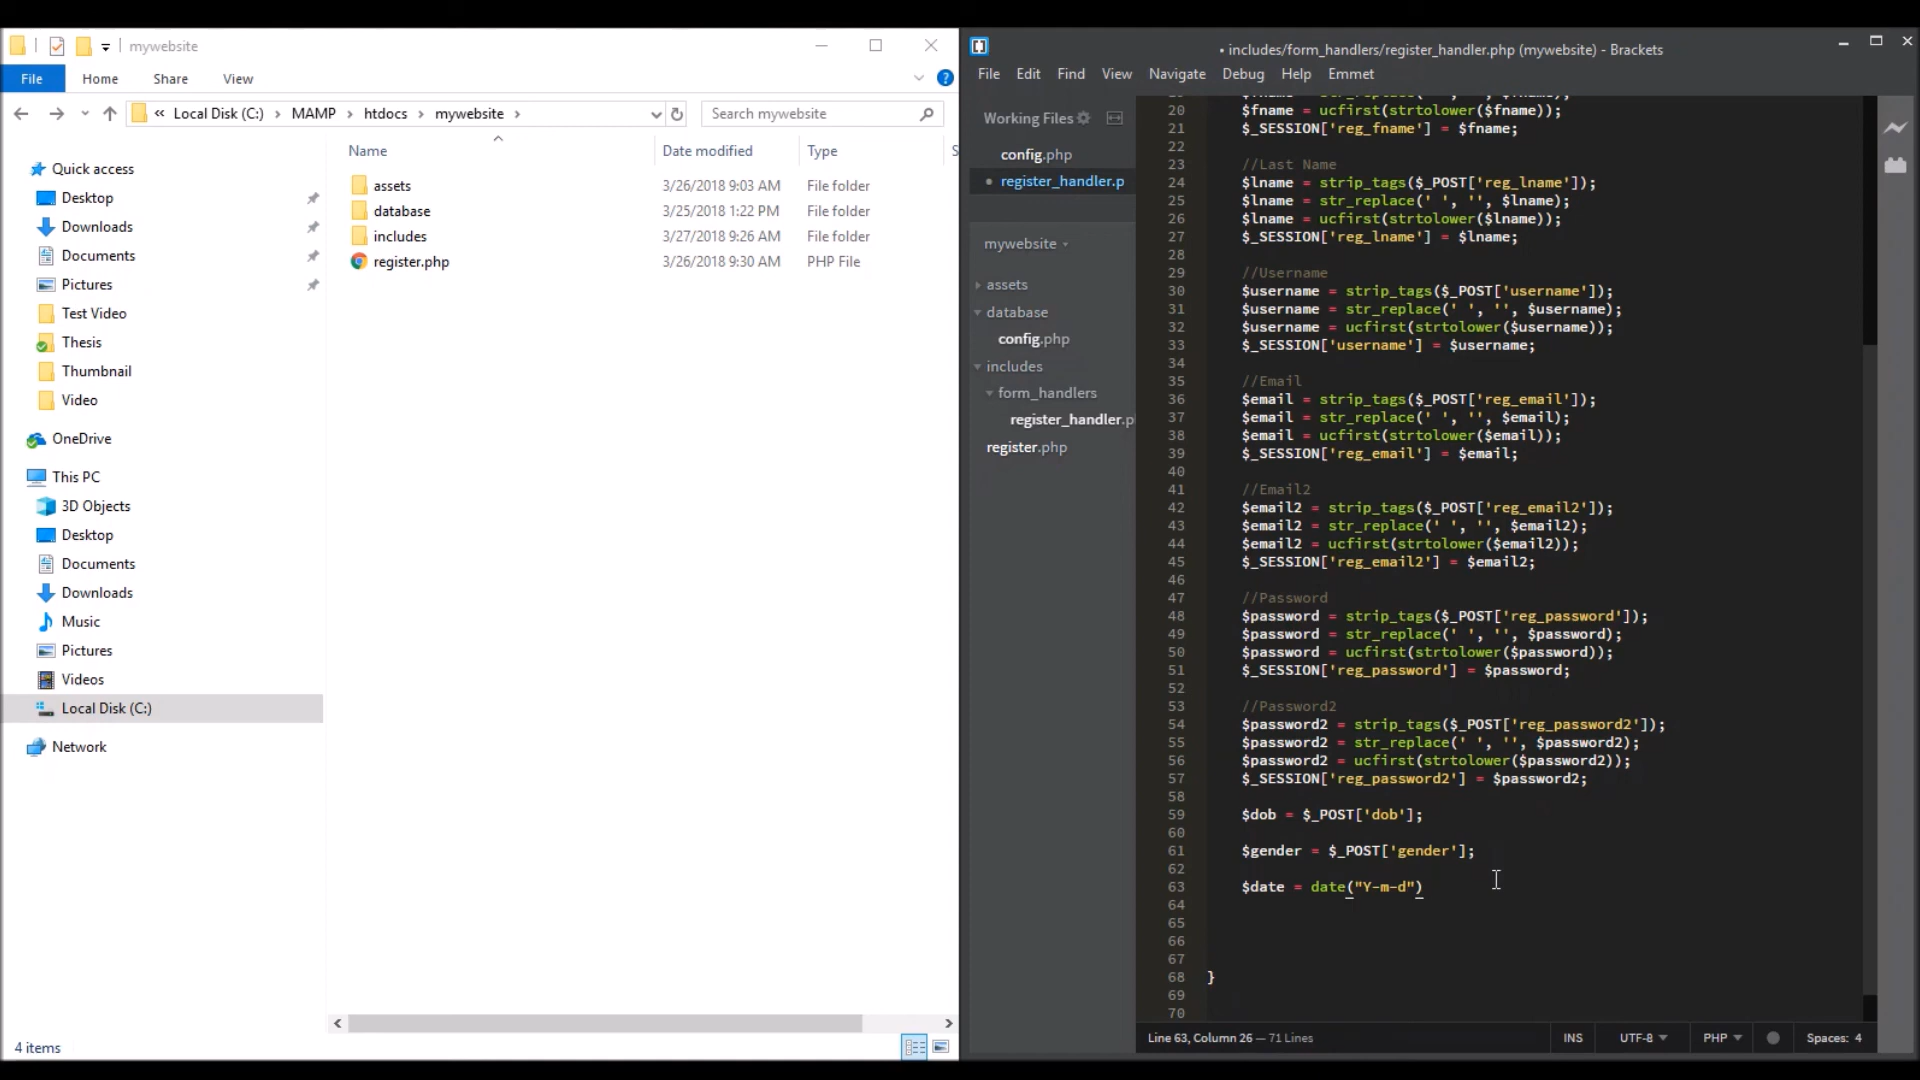 mywebsite
File Home Share View
« Local Disk (C:) > MAMP > htdocs > mywebsite >
Search mywebsite
Name Date modified Type S
Quick access
Desktop
Downloads
Documents
Pictures
Test Video
Thesis
Thumbnail
Video
OneDrive
This PC
3D Objects
Desktop
Documents
Downloads
Music
Pictures
Videos
Local Disk (C:)
Network
assets 3/26/2018 9:03 AM File folder
database 3/25/2018 1:22 PM File folder
includes 3/27/2018 9:26 AM File folder
register.php 3/26/2018 9:30 AM PHP File
4 items
• includes/form_handlers/register_handler.php (mywebsite) - Brackets
File Edit Find View Navigate Debug Help Emmet
Working Files
config.php
register_handler.p
mywebsite
assets
database
config.php
includes
form_handlers
register_handler.p
register.php
20 $fname = ucfirst(strtolower($fname));
21 $_SESSION['reg_fname'] = $fname;
22
23 //Last Name
24 $lname = strip_tags($_POST['reg_lname']);
25 $lname = str_replace(' ', '', $lname);
26 $lname = ucfirst(strtolower($lname));
27 $_SESSION['reg_lname'] = $lname;
28
29 //Username
30 $username = strip_tags($_POST['username']);
31 $username = str_replace(' ', '', $username);
32 $username = ucfirst(strtolower($username));
33 $_SESSION['username'] = $username;
34
35 //Email
36 $email = strip_tags($_POST['reg_email']);
37 $email = str_replace(' ', '', $email);
38 $email = ucfirst(strtolower($email));
39 $_SESSION['reg_email'] = $email;
40
41 //Email2
42 $email2 = strip_tags($_POST['reg_email2']);
43 $email2 = str_replace(' ', '', $email2);
44 $email2 = ucfirst(strtolower($email2));
45 $_SESSION['reg_email2'] = $email2;
46
47 //Password
48 $password = strip_tags($_POST['reg_password']);
49 $password = str_replace(' ', '', $password);
50 $password = ucfirst(strtolower($password));
51 $_SESSION['reg_password'] = $password;
52
53 //Password2
54 $password2 = strip_tags($_POST['reg_password2']);
55 $password2 = str_replace(' ', '', $password2);
56 $password2 = ucfirst(strtolower($password2));
57 $_SESSION['reg_password2'] = $password2;
58
59 $dob = $_POST['dob'];
60
61 $gender = $_POST['gender'];
62
63 $date = date("Y-m-d")
64
65
66
67
68 }
69
70
Line 63, Column 26 — 71 Lines
INS UTF-8 PHP Spaces: 4